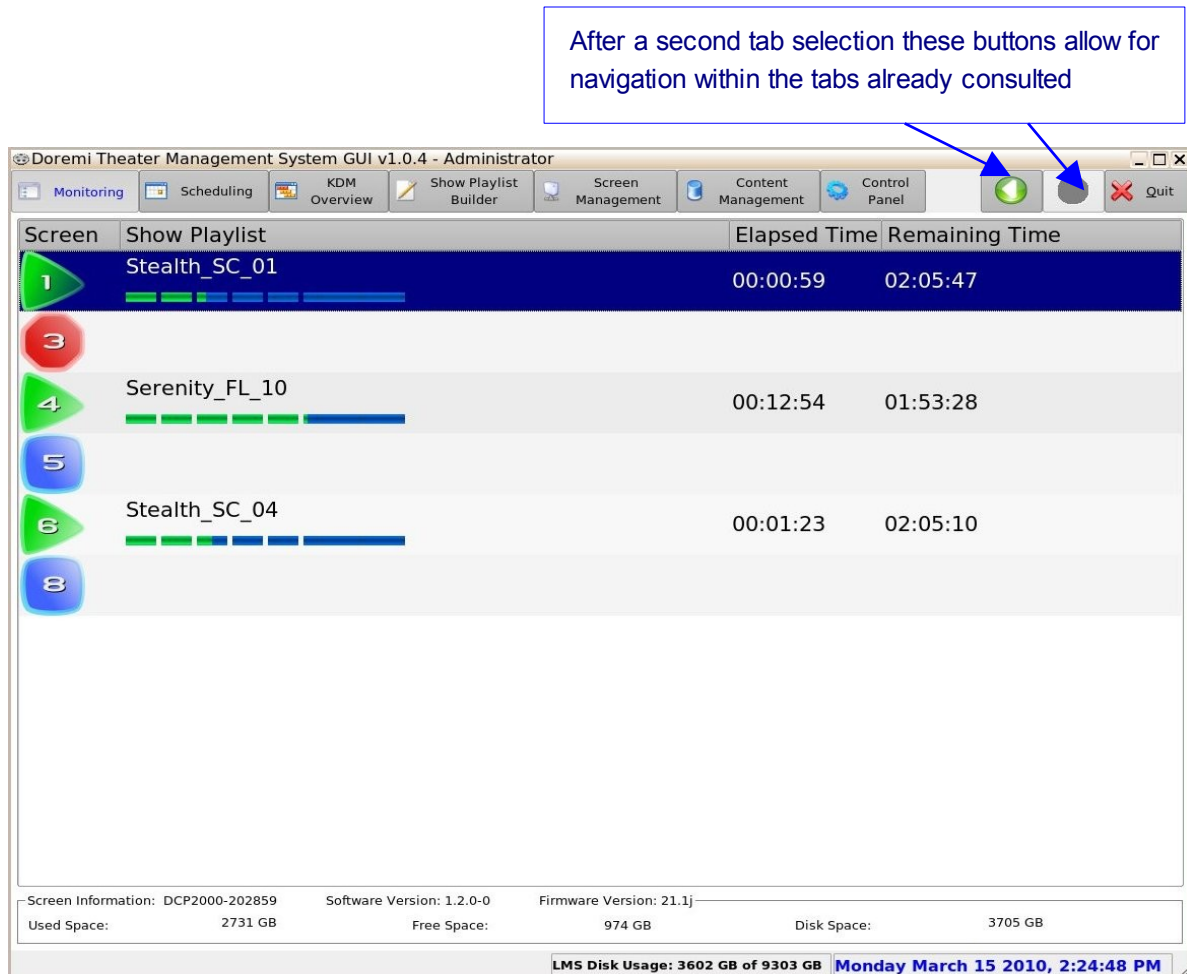 After a second tab selection these buttons allow for
navigation within the tabs already consulted
Doremi Theater Management System GUI v1.0.4 - Administrator
Monitoring Scheduling KDM Overview Show Playlist Builder Screen Management Content Management Control Panel Quit
Screen Show Playlist Elapsed Time Remaining Time
1 Stealth_SC_01 00:00:59 02:05:47
3
4 Serenity_FL_10 00:12:54 01:53:28
5
6 Stealth_SC_04 00:01:23 02:05:10
8
Screen Information: DCP2000-202859 Software Version: 1.2.0-0 Firmware Version: 21.1j
Used Space: 2731 GB Free Space: 974 GB Disk Space: 3705 GB
LMS Disk Usage: 3602 GB of 9303 GB Monday March 15 2010, 2:24:48 PM